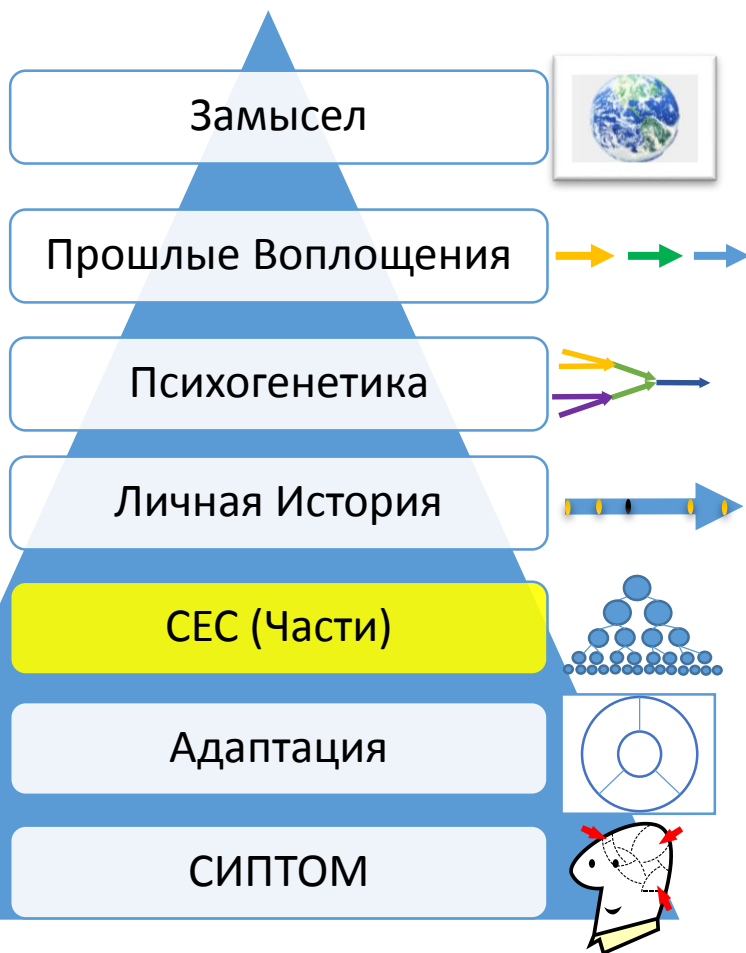 Замысел
Прошлые Воплощения
Психогенетика
Личная История
СЕС (Части)
Адаптация
СИПТОМ